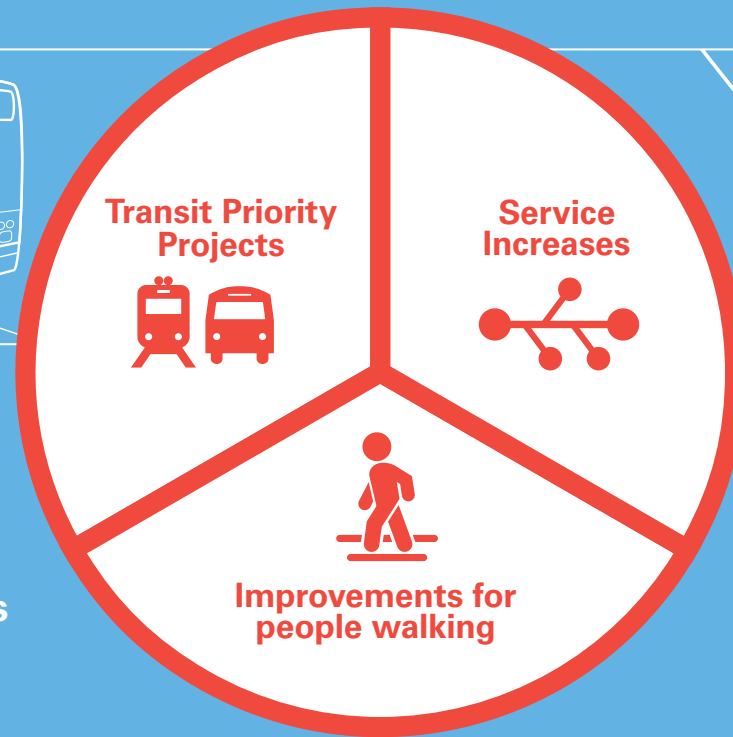 Transit Priority
Projects
Service
Increases
Improvements for
people walking
s